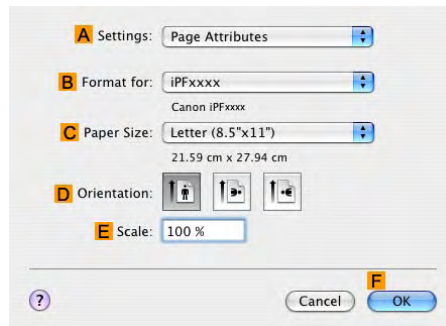 A Settings: Page Attributes
B Format for: iPFxxxx
Canon iPFxxxx
C Paper Size: Letter (8.5"x11")
21.59 cm x 27.94 cm
D Orientation:
E Scale: 100 %
F
? Cancel OK